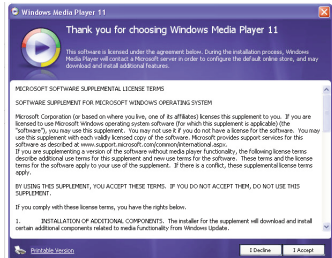 Windows Media Player 11
Thank you for choosing Windows Media Player 11
This software is licensed under the agreement below. During the installation process, Windows
Media Player will contact a Microsoft server in order to configure the default online store, and may
download and install additional features.
MICROSOFT SOFTWARE SUPPLEMENTAL LICENSE TERMS
SOFTWARE SUPPLEMENT FOR MICROSOFT WINDOWS OPERATING SYSTEM
Microsoft Corporation (or based on where you live, one of its affiliates) licenses this supplement to you. If you are
licensed to use Microsoft Windows operating system software (for which this supplement is applicable) (the
"software"), you may use this supplement. You may not use it if you do not have a license for the software. You may
use this supplement with each validly licensed copy of the software. Microsoft provides support services for this
software as described at www.support.microsoft.com/common/international.aspx.
If you are supplementing a version of the software without media player functionality, the following license terms
describe additional use terms for this supplement and new use terms for the software. These terms and the license
terms for the software apply to your use of the supplement. If there is a conflict, these supplemental license terms
apply.
BY USING THIS SUPPLEMENT, YOU ACCEPT THESE TERMS. IF YOU DO NOT ACCEPT THEM, DO NOT USE THIS
SUPPLEMENT.
If you comply with these license terms, you have the rights below.
1. INSTALLATION OF ADDITIONAL COMPONENTS. The installer for the supplement will download and install
certain additional components related to media functionality from Windows Update.
Printable Version
I Decline
I Accept